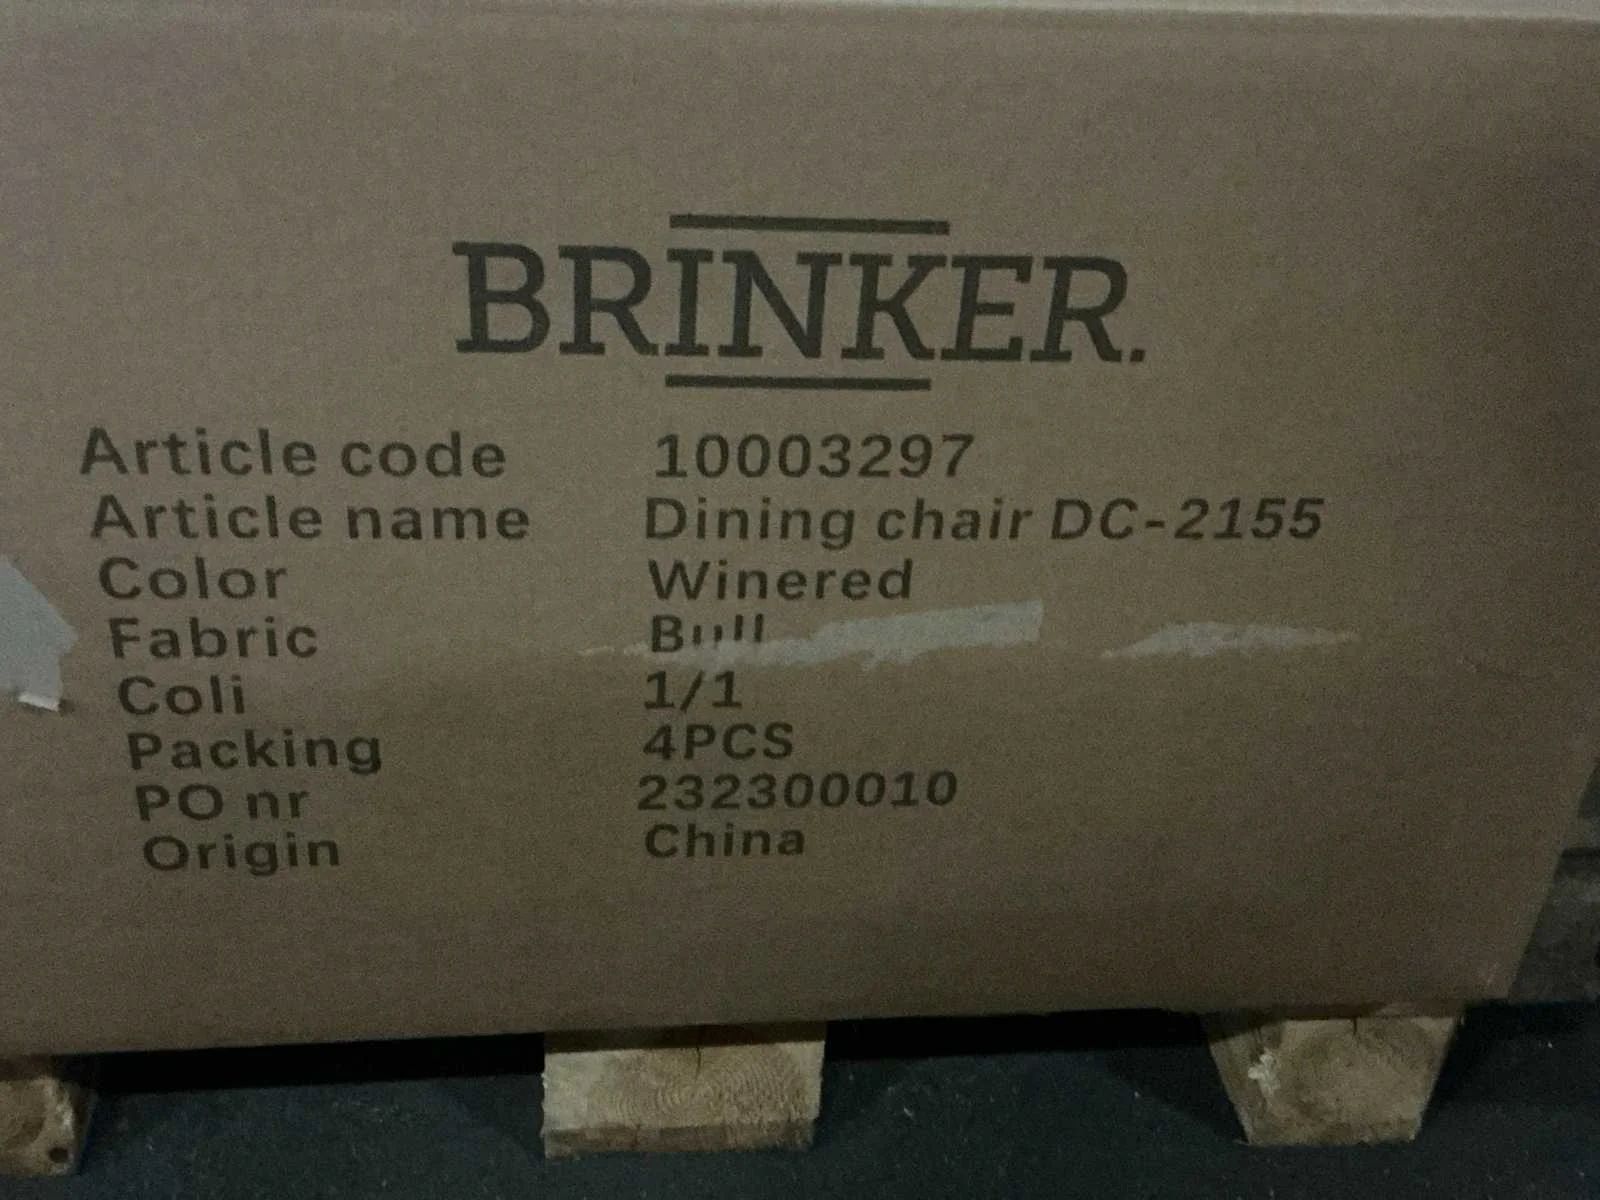 BRINKER.
Article code 10003297
Article name Dining chair DC-2155
Color Winered
Fabric Bull
Coli 1/1
Packing 4PCS
PO nr 232300010
Origin China